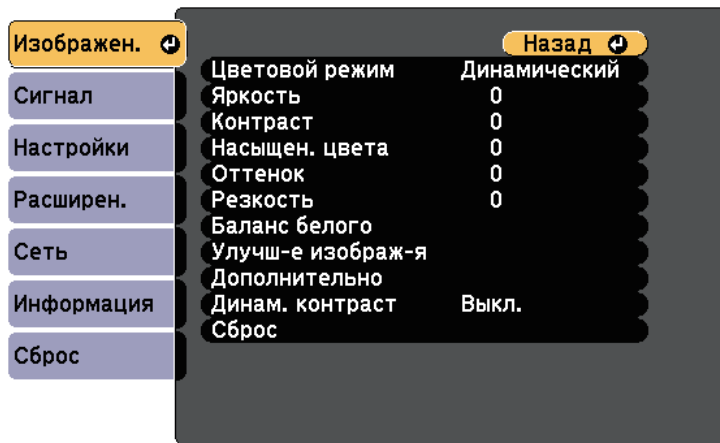 Изображен.
Сигнал
Настройки
Расширен.
Сеть
Информация
Сброс
Назад
Цветовой режим Динамический
Яркость 0
Контраст 0
Насыщен. цвета 0
Оттенок 0
Резкость 0
Баланс белого
Улучш-е изображ-я
Дополнительно
Динам. контраст Выкл.
Сброс